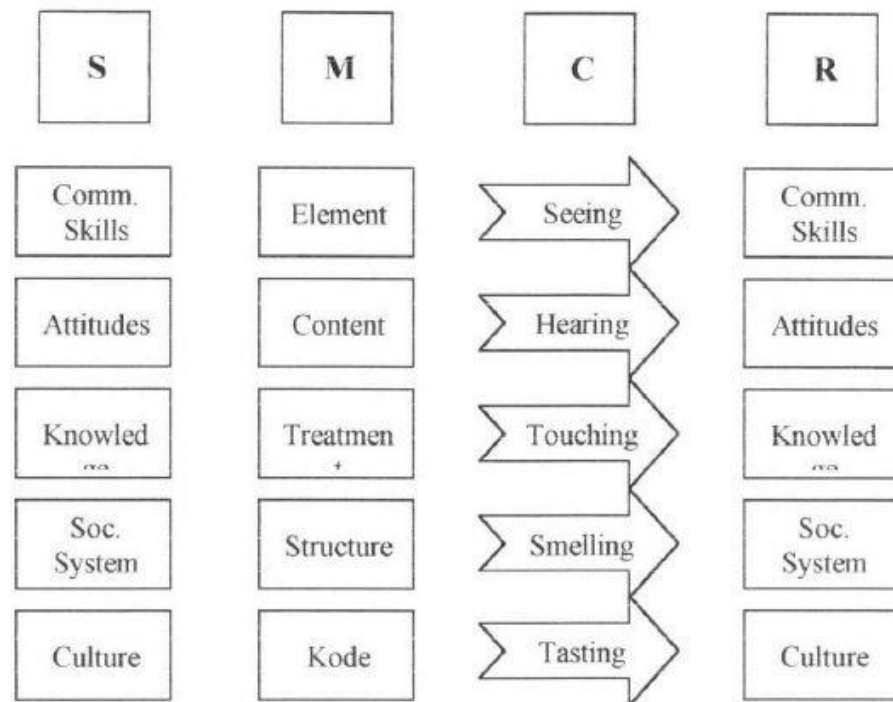 S M C R
Comm.
Skills
Element
Seeing
Comm.
Skills
Attitudes
Content
Hearing
Attitudes
Knowled
Treatmen
Touching
Knowled
Soc.
System
Structure
Smelling
Soc.
System
Culture
Kode
Tasting
Culture